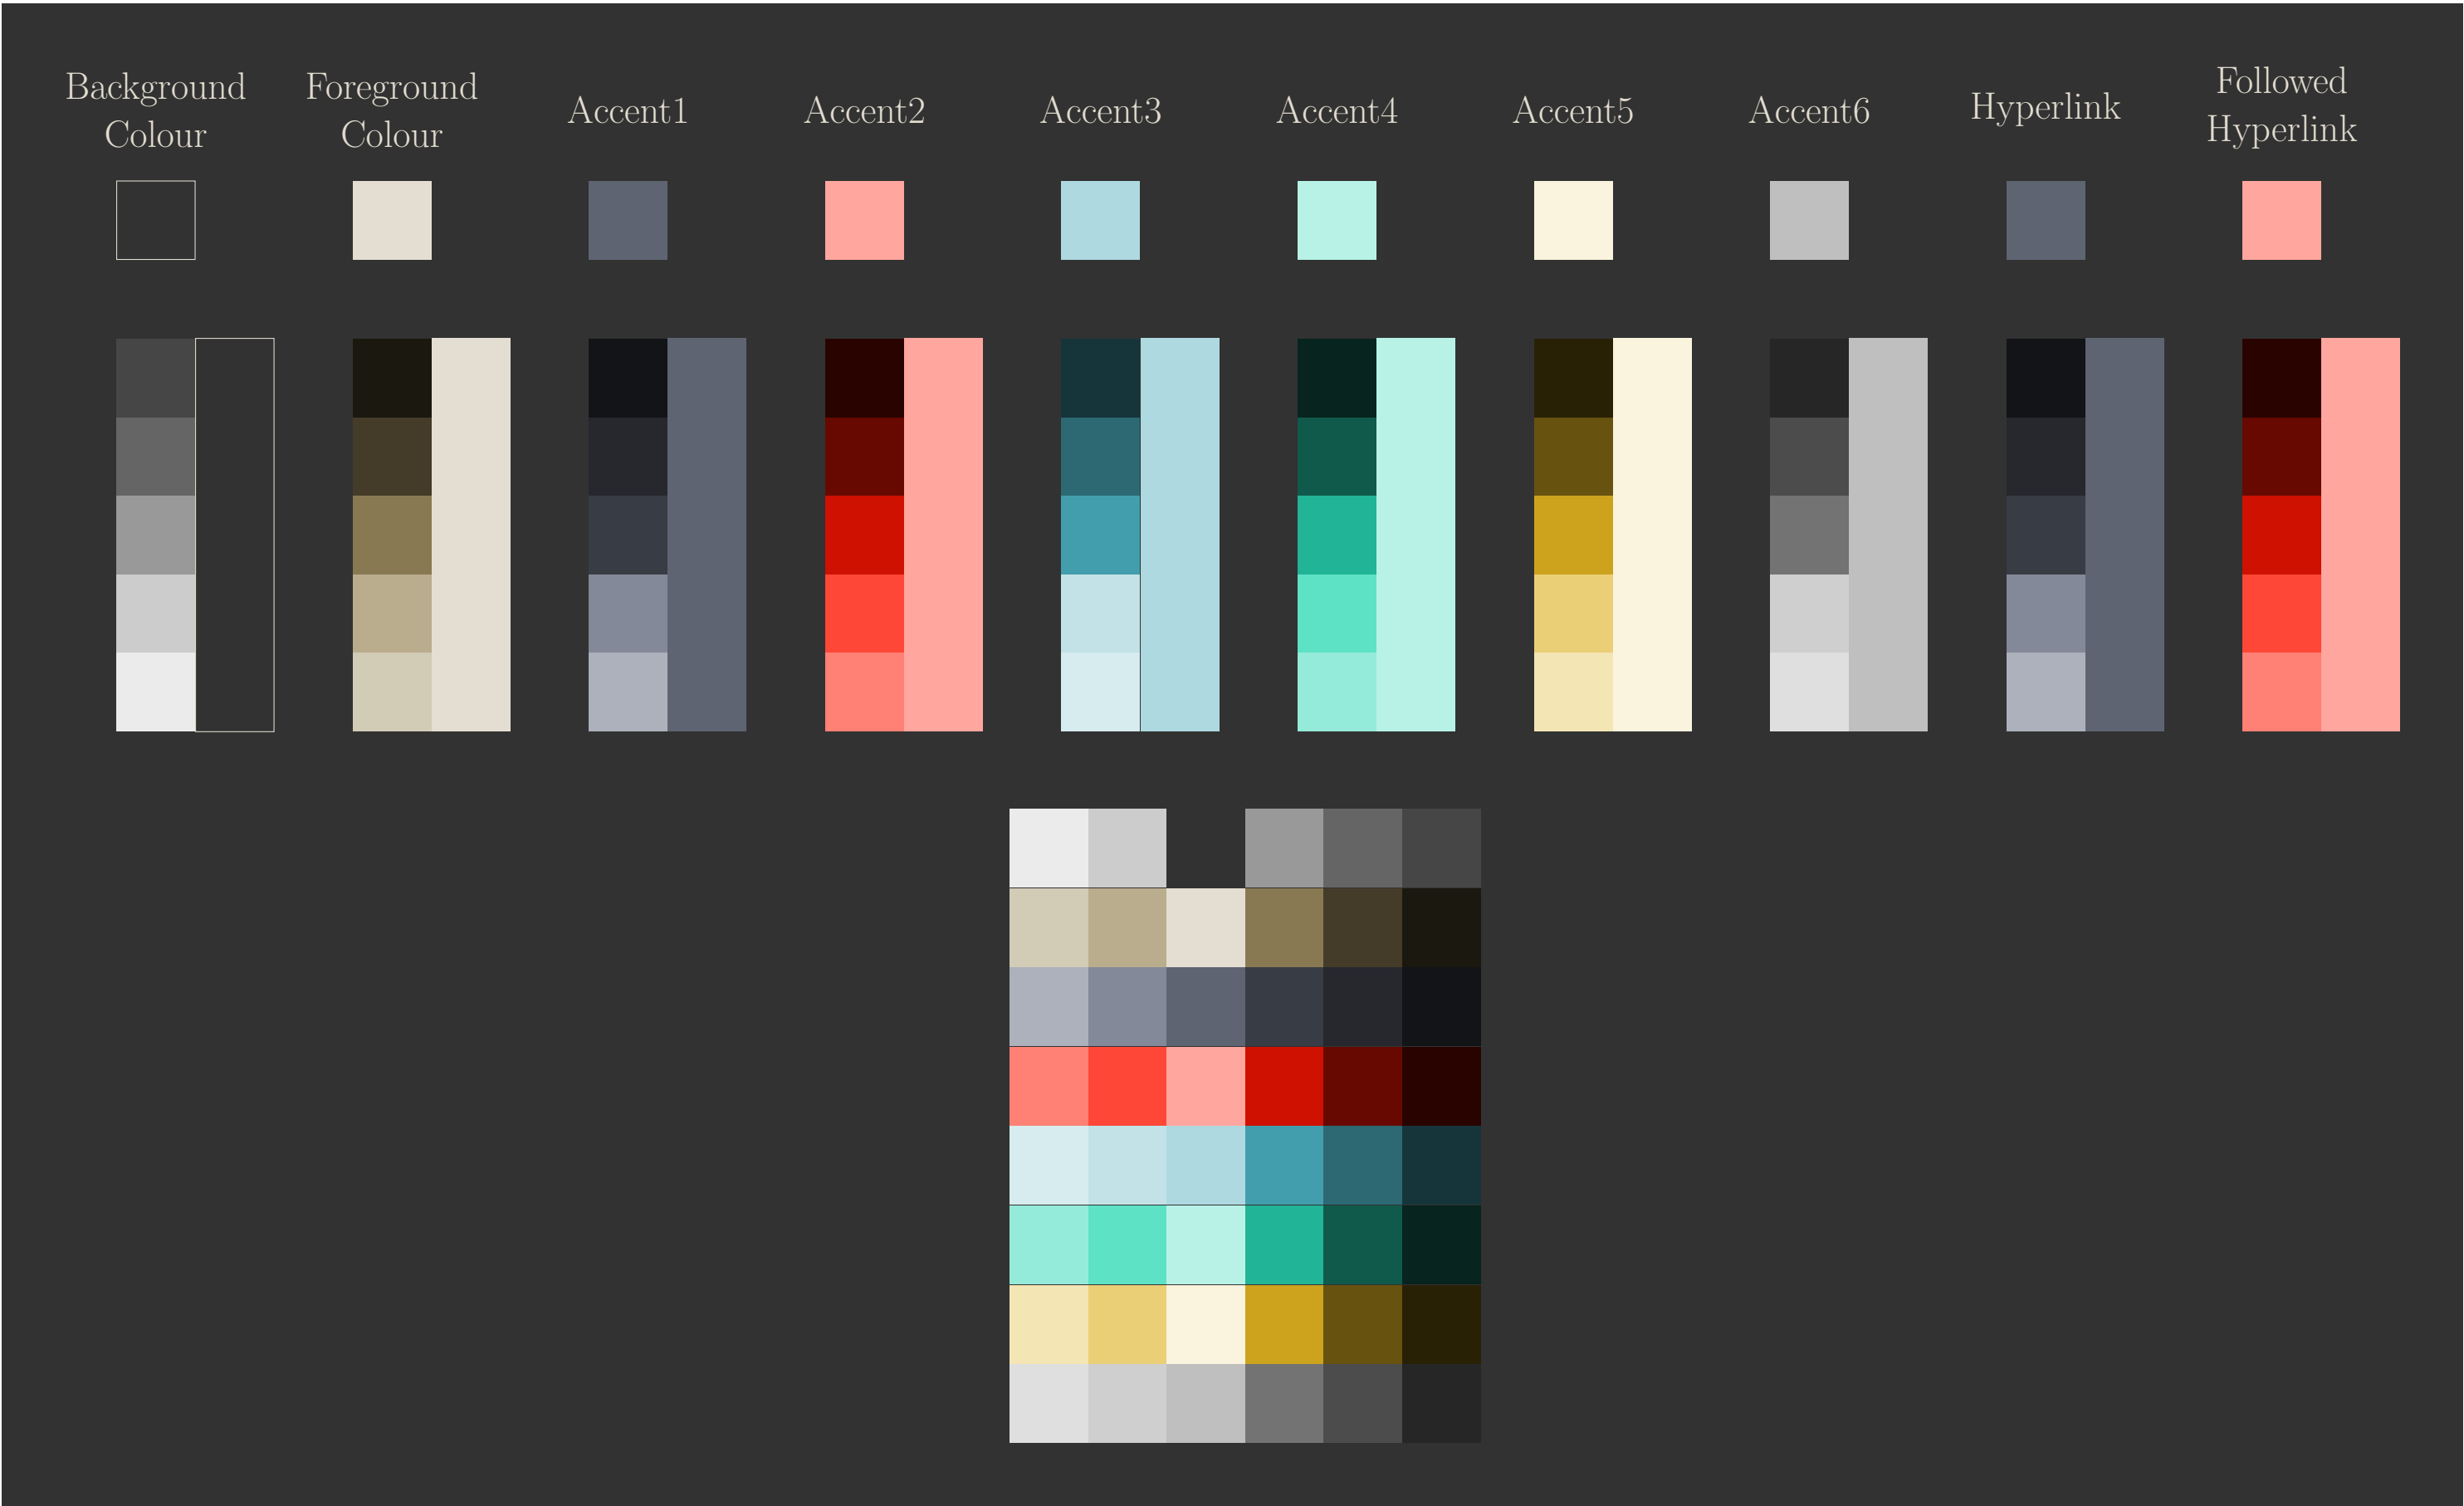 Background
Colour
Foreground
Colour
Accent1
Accent2
Accent3
Accent4
Accent5
Accent6
Hyperlink
Followed
Hyperlink